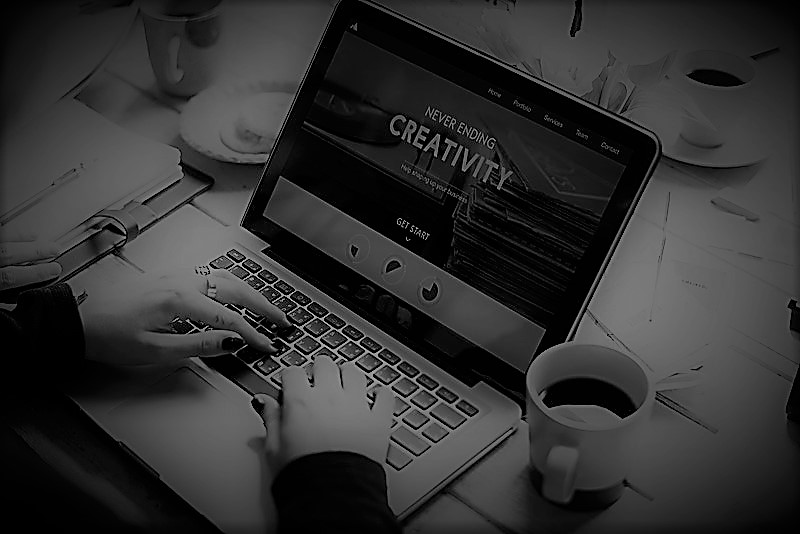 Home Portfolio Services Team Contact
NEVER ENDING
CREATIVITY
Help shaping up your business
GET START